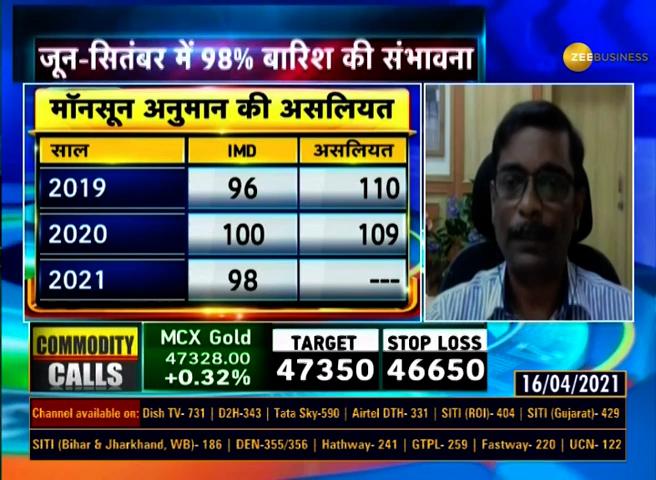 जून-सितंबर में 98% बारिश की संभावना
ZEEBUSINESS
मॉनसून अनुमान की असलियत
साल IMD असलियत
2019 96 110
2020 100 109
2021 98 ---
COMMODITY CALLS
MCX Gold
47328.00
+0.32%
TARGET
47350
STOP LOSS
46650
16/04/2021
Channel available on: Dish TV- 731 | D2H-343 | Tata Sky-590 | Airtel DTH- 331 | SITI (ROI)- 404 | SITI (Gujarat)- 429
SITI (Bihar & Jharkhand, WB)- 186 | DEN-355/356 | Hathway- 241 | GTPL- 259 | Fastway- 220 | UCN- 122